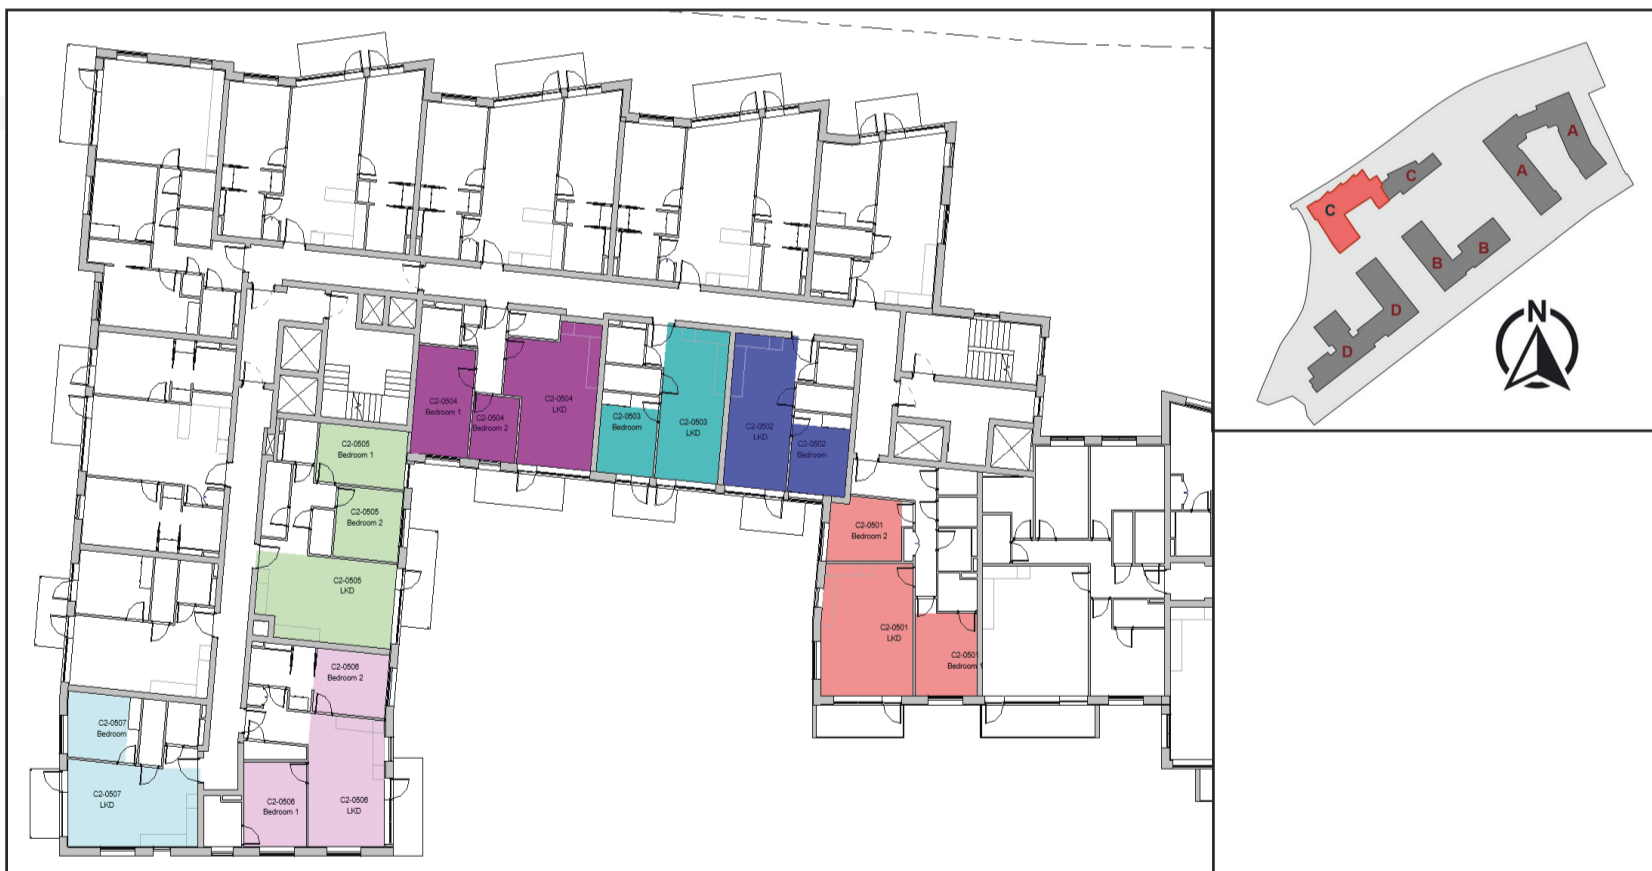 C2-0504
Bedroom 1
C2-0504
Bedroom 2
C2-0504
LKD
C2-0503
Bedroom
C2-0503
LKD
C2-0502
LKD
C2-0502
Bedroom
C2-0505
Bedroom 1
C2-0505
Bedroom 2
C2-0505
LKD
C2-0501
Bedroom 2
C2-0501
LKD
C2-0501
Bedroom 1
C2-0506
Bedroom 2
C2-0506
LKD
C2-0506
Bedroom 1
C2-0507
Bedroom
C2-0507
LKD
A
A
C
C
B
B
D
D
N